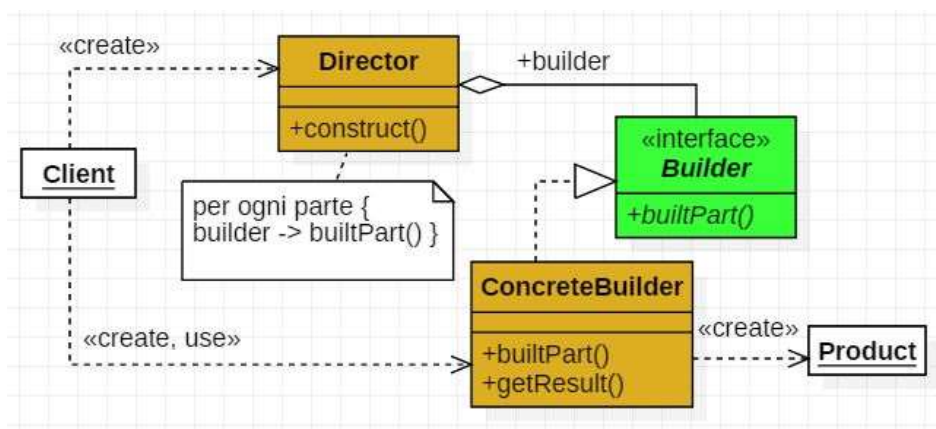 «create»
Director
+construct()
+builder
«interface»
Builder
+builtPart()
Client
per ogni parte {
builder -> builtPart() }
ConcreteBuilder
+builtPart()
+getResult()
«create, use»
«create»
Product